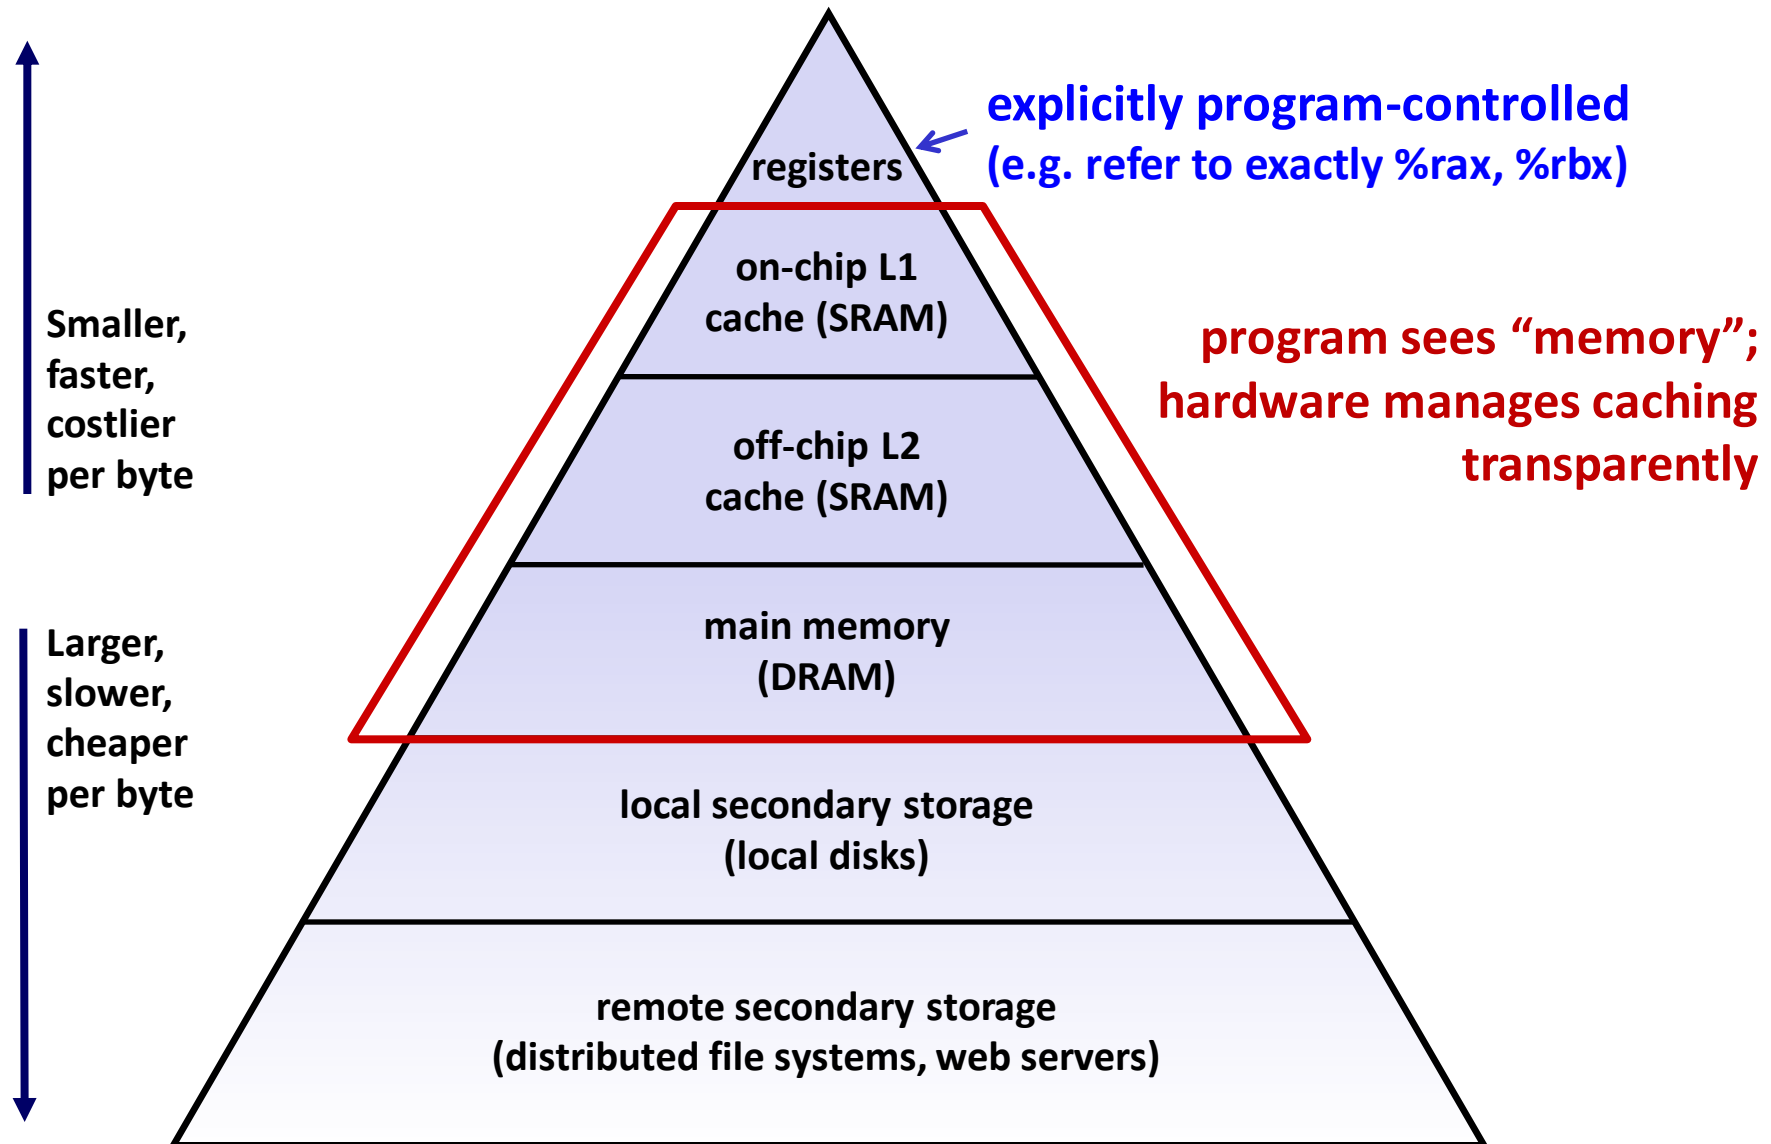 explicitly program-controlled
(e.g. refer to exactly %rax, %rbx)
registers
on-chip L1
cache (SRAM)
Smaller,
faster,
costlier
per byte
program sees “memory”;
hardware manages caching
transparently
off-chip L2
cache (SRAM)
main memory
(DRAM)
Larger,
slower,
cheaper
per byte
local secondary storage
(local disks)
remote secondary storage
(distributed file systems, web servers)